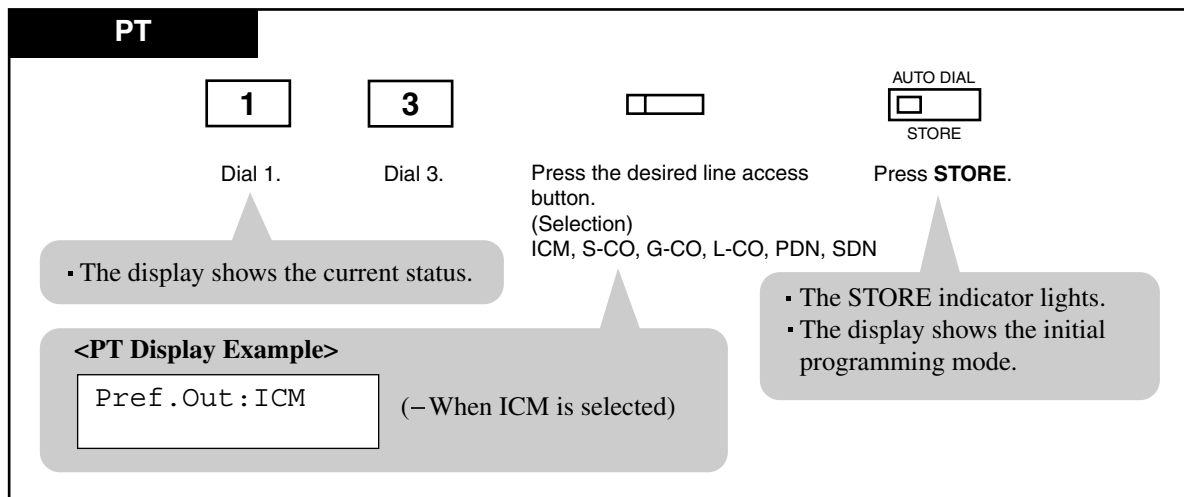 PT
1
3
AUTO DIAL
STORE
Dial 1.
Dial 3.
Press the desired line access
button.
(Selection)
ICM, S-CO, G-CO, L-CO, PDN, SDN
Press STORE.
▪ The display shows the current status.
▪ The STORE indicator lights.
▪ The display shows the initial
programming mode.
<PT Display Example>
Pref.Out:ICM
(–When ICM is selected)